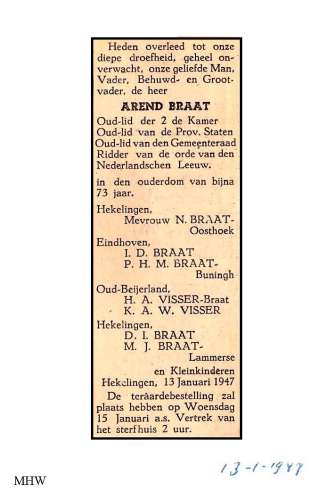 Heden overleed tot onze
diepe droefheid, geheel on-
verwacht, onze geliefde Man,
Vader, Behuwd- en Groot-
vader, de heer
AREND BRAAT
Oud-lid der 2 de Kamer
Oud-lid van de Prov. Staten
Oud-lid van den Gemeenteraad
Ridder van de orde van den
Nederlandschen Leeuw.
in den ouderdom van bijna
73 jaar.
Hekelingen,
Mevrouw N. BRAAT-
Oosthoek
Eindhoven,
I. D. BRAAT
P. H. M. BRAAT-
Buningh
Oud-Beijerland,
H. A. VISSER-Braat
K. A. W. VISSER
Hekelingen,
D. I. BRAAT
M. J. BRAAT-
Lammerse
en Kleinkinderen
Hekelingen, 13 Januari 1947
De teraardebestelling zal
plaats hebben op Woensdag
15 Januari a.s. Vertrek van
het sterfhuis 2 uur.
13-1-1947
MHW